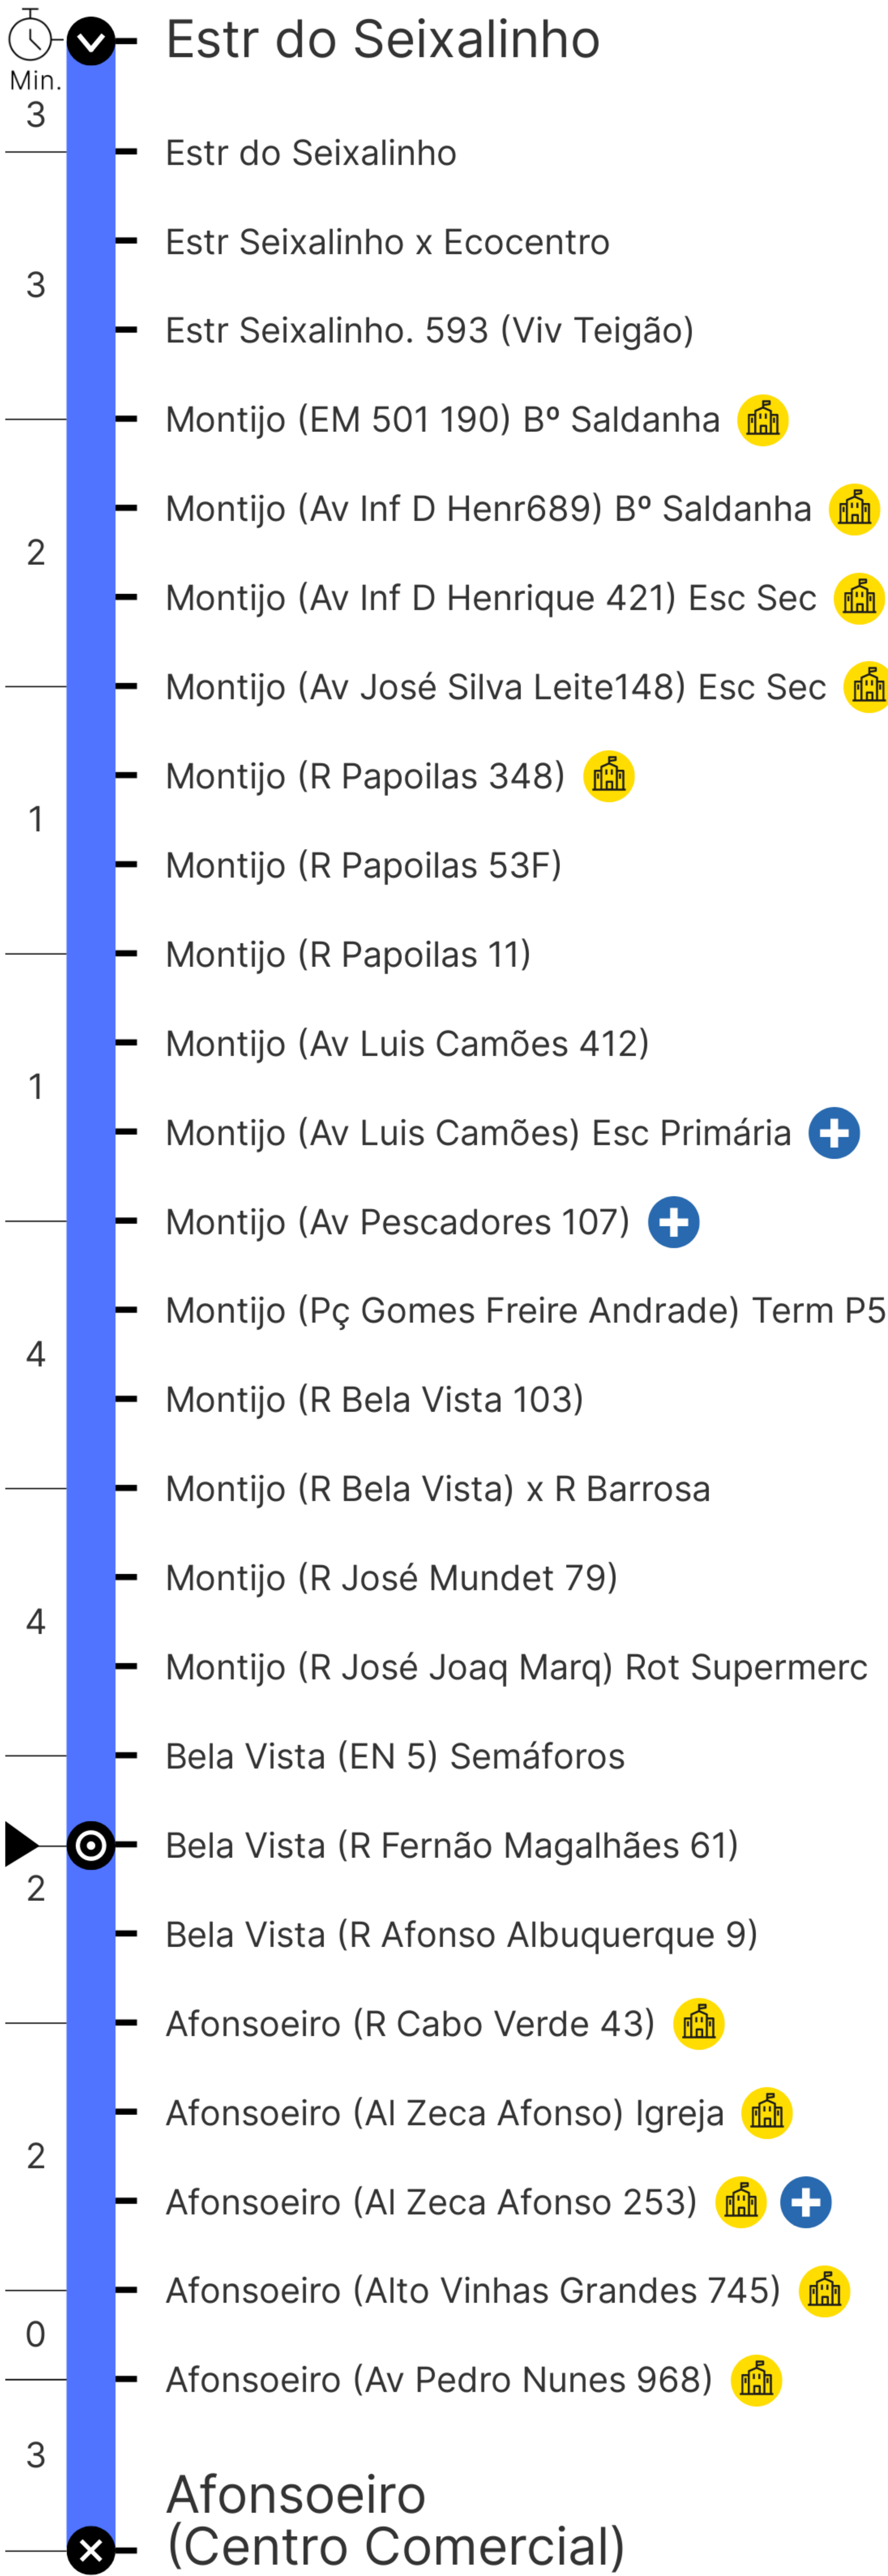 Estr do Seixalinho
Min.
3
Estr do Seixalinho
Estr Seixalinho x Ecocentro
3
Estr Seixalinho. 593 (Viv Teigão)
Montijo (EM 501 190) Bº Saldanha
Montijo (Av Inf D Henr689) Bº Saldanha
2
Montijo (Av Inf D Henrique 421) Esc Sec
Montijo (Av José Silva Leite148) Esc Sec
Montijo (R Papoilas 348)
1
Montijo (R Papoilas 53F)
Montijo (R Papoilas 11)
Montijo (Av Luis Camões 412)
1
Montijo (Av Luis Camões) Esc Primária
Montijo (Av Pescadores 107)
Montijo (Pç Gomes Freire Andrade) Term P5
4
Montijo (R Bela Vista 103)
Montijo (R Bela Vista) x R Barrosa
Montijo (R José Mundet 79)
4
Montijo (R José Joaq Marq) Rot Supermerc
Bela Vista (EN 5) Semáforos
Bela Vista (R Fernão Magalhães 61)
2
Bela Vista (R Afonso Albuquerque 9)
Afonsoeiro (R Cabo Verde 43)
Afonsoeiro (Al Zeca Afonso) Igreja
2
Afonsoeiro (Al Zeca Afonso 253)
Afonsoeiro (Alto Vinhas Grandes 745)
0
Afonsoeiro (Av Pedro Nunes 968)
3
Afonsoeiro
(Centro Comercial)